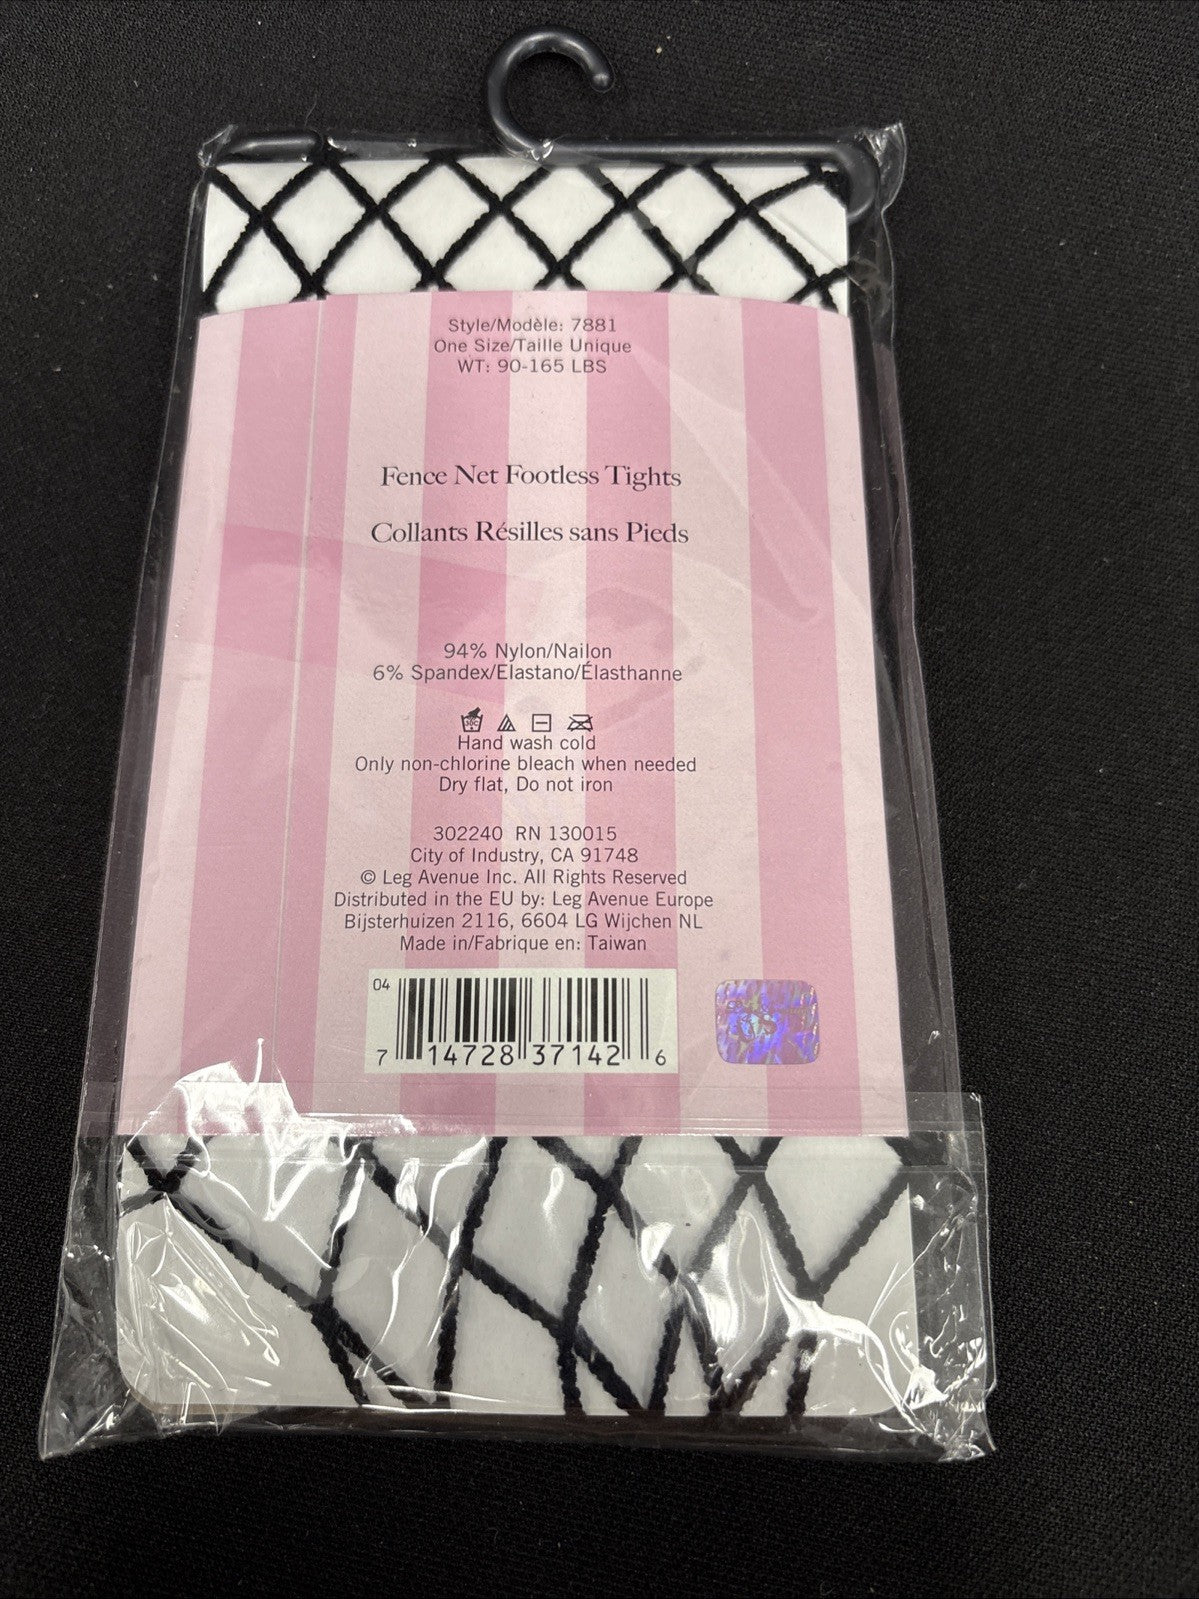 Style/Modèle: 7881
One Size/Taille Unique
WT: 90-165 LBS
Fence Net Footless Tights
Collants Résilles sans Pieds
94% Nylon/Nailon
6% Spandex/Elastano/Élasthanne
Hand wash cold
Only non-chlorine bleach when needed
Dry flat, Do not iron
302240 RN 130015
City of Industry, CA 91748
© Leg Avenue Inc. All Rights Reserved
Distributed in the EU by: Leg Avenue Europe
Bijsterhuizen 2116, 6604 LG Wijchen NL
Made in/Fabrique en: Taiwan
04
7 14728 37142 6